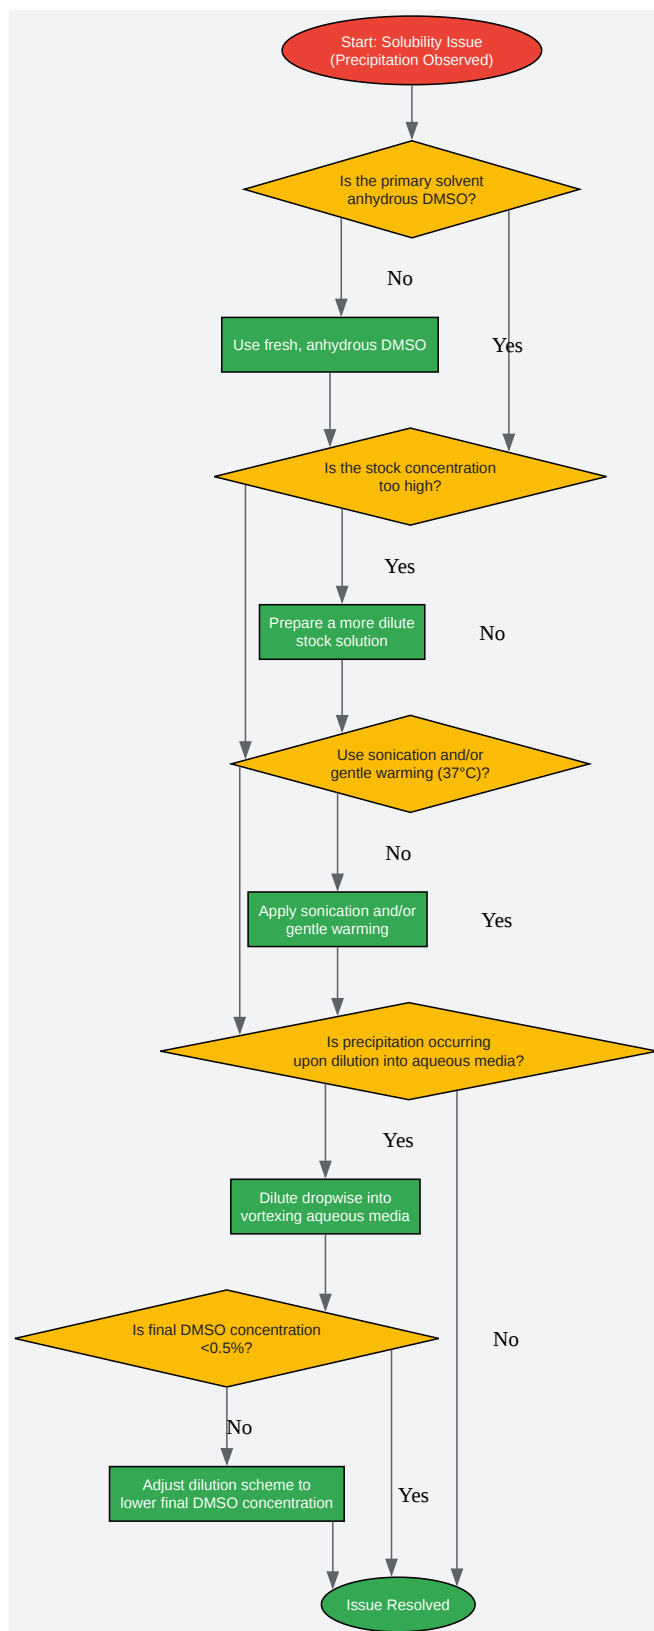 Start: Solubility Issue
(Precipitation Observed)
Is the primary solvent
anhydrous DMSO?
No
Use fresh, anhydrous DMSO
Yes
Is the stock concentration
too high?
Yes
Prepare a more dilute
stock solution
No
Use sonication and/or
gentle warming (37°C)?
No
Apply sonication and/or
gentle warming
Yes
Is precipitation occurring
upon dilution into aqueous media?
Yes
Dilute dropwise into
vortexing aqueous media
Is final DMSO concentration
<0.5%?
No
No
Adjust dilution scheme to
lower final DMSO concentration
Yes
Issue Resolved